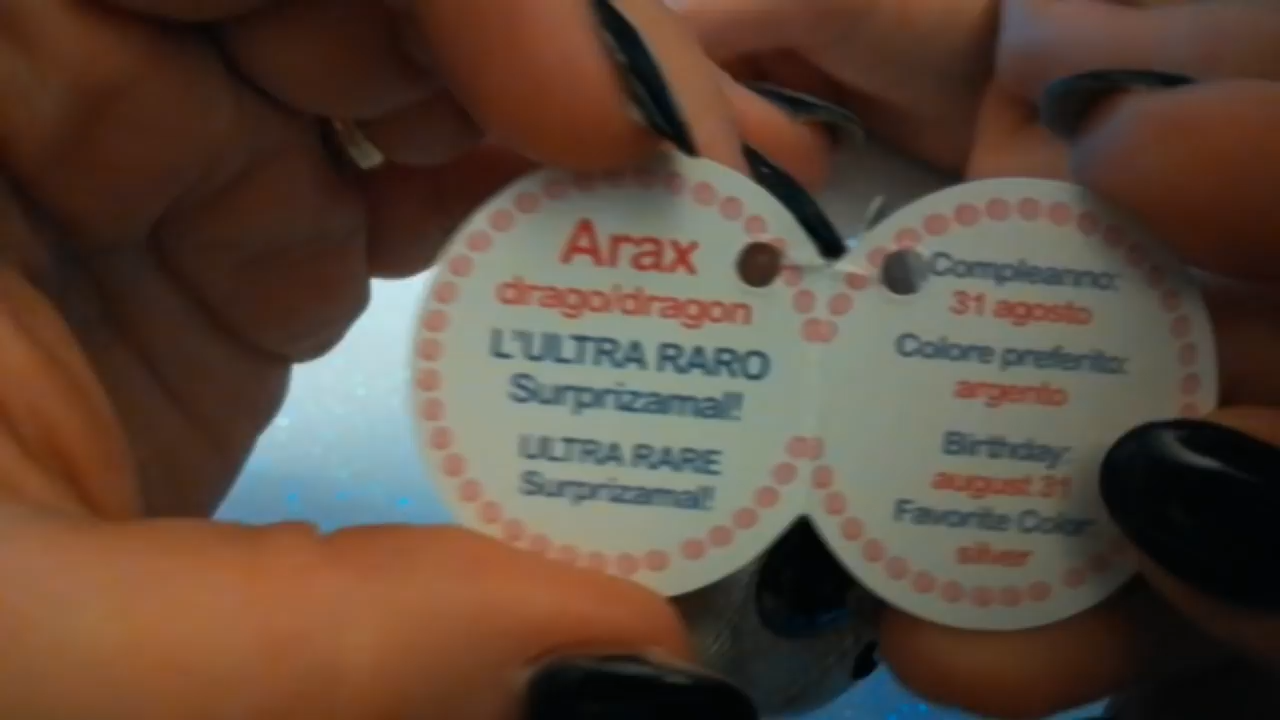 Arax
drago/dragon
L'ULTRA RARO
Surprizamal!
ULTRA RARE
Surprizamal!
Compleanno:
31 agosto
Colore preferito:
argento
Birthday:
august 31
Favorite Color:
silver